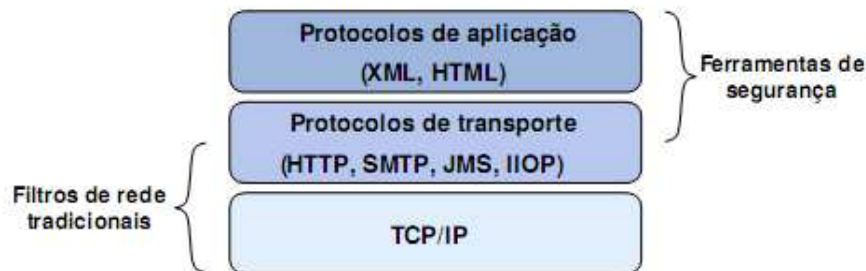 Protocolos de aplicação
(XML, HTML)
Ferramentas de
segurança
Protocolos de transporte
(HTTP, SMTP, JMS, IIOP)
Filtros de rede
tradicionais
TCP/IP